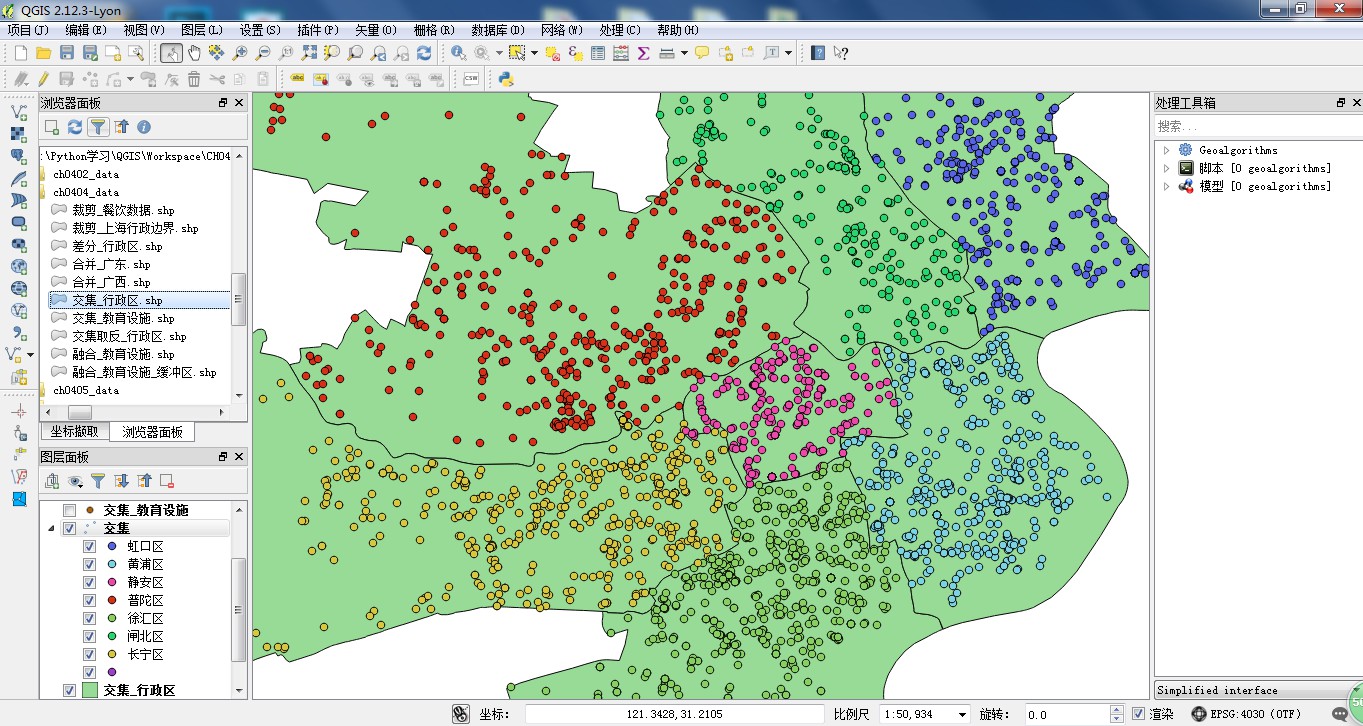 QGIS 2.12.3-Lyon
项目(J) 编辑(E) 视图(V) 图层(L) 设置(S) 插件(P) 矢量(O) 栅格(R) 数据库(D) 网络(W) 处理(C) 帮助(H)
abc
CSW
浏览器面板
:\Python学习\QGIS\Workspace\CH04
ch0402_data
ch0404_data
裁剪_餐饮数据.shp
裁剪_上海行政边界.shp
差分_行政区.shp
合并_广东.shp
合并_广西.shp
交集_行政区.shp
交集_教育设施.shp
交集取反_行政区.shp
融合_教育设施.shp
融合_教育设施_缓冲区.shp
ch0405_data
坐标撷取 浏览器面板
图层面板
交集_教育设施
交集
虹口区
黄浦区
静安区
普陀区
徐汇区
闸北区
长宁区
交集_行政区
处理工具箱
搜索...
Geoalgorithms
脚本 [0 geoalgorithms]
模型 [0 geoalgorithms]
Simplified interface
坐标: 121.3428,31.2105 比例尺 1:50,934 旋转: 0.0 渲染 EPSG:4030 (OTF)